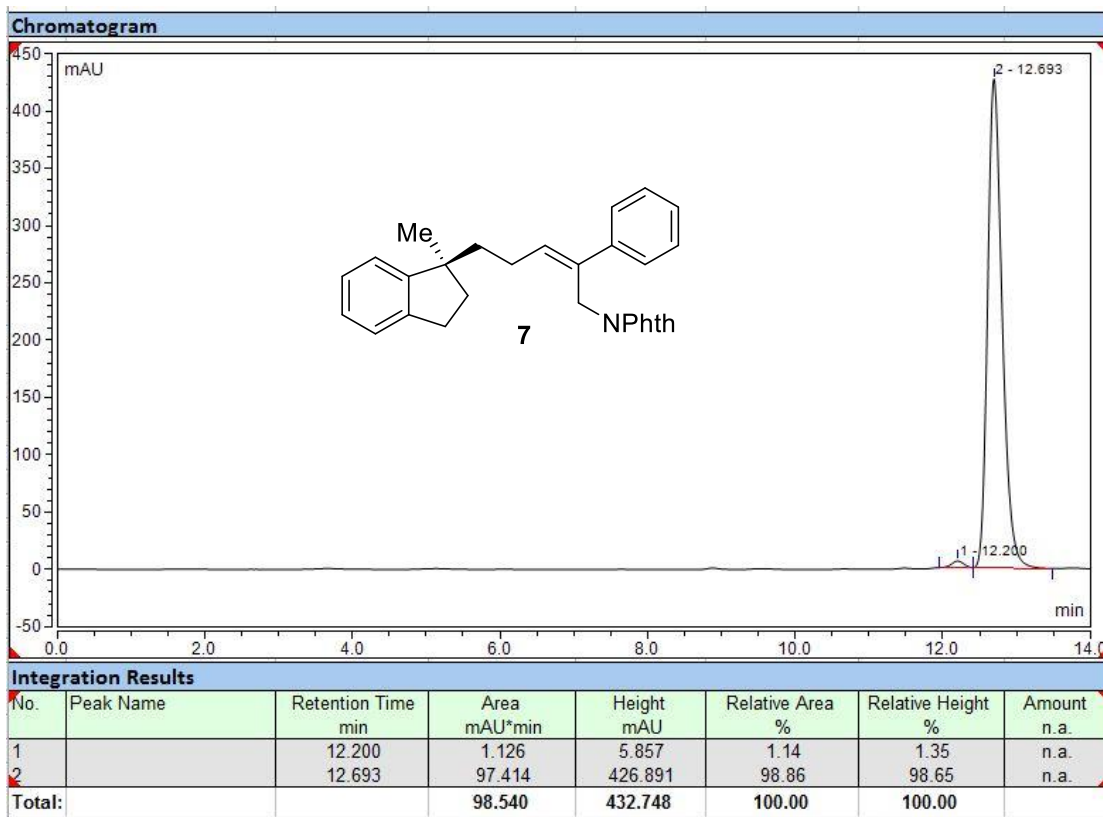 Chromatogram
450
mAU
2 - 12.693
400
350
300
250
200
150
100
50
0
-50
Me
NPhth
7
1 - 12.200
min
0.0 2.0 4.0 6.0 8.0 10.0 12.0 14.0
Integration Results
No. Peak Name Retention Time Area Height Relative Area Relative Height Amount
min mAU*min mAU % % n.a.
1 12.200 1.126 5.857 1.14 1.35 n.a.
2 12.693 97.414 426.891 98.86 98.65 n.a.
Total: 98.540 432.748 100.00 100.00